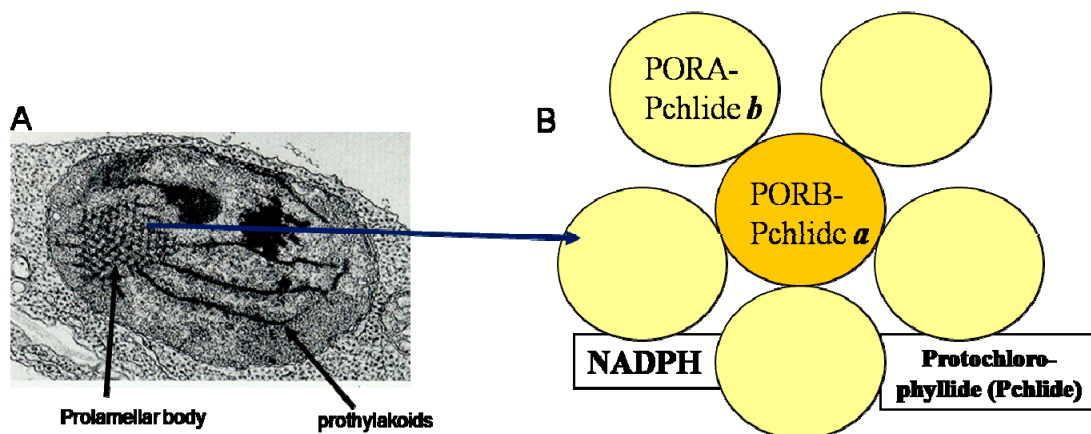 A
Prolamellar body
prothylakoids
B
PORA-
Pchlide b
PORB-
Pchlide a
NADPH
Protochloro-
phyllide (Pchlide)